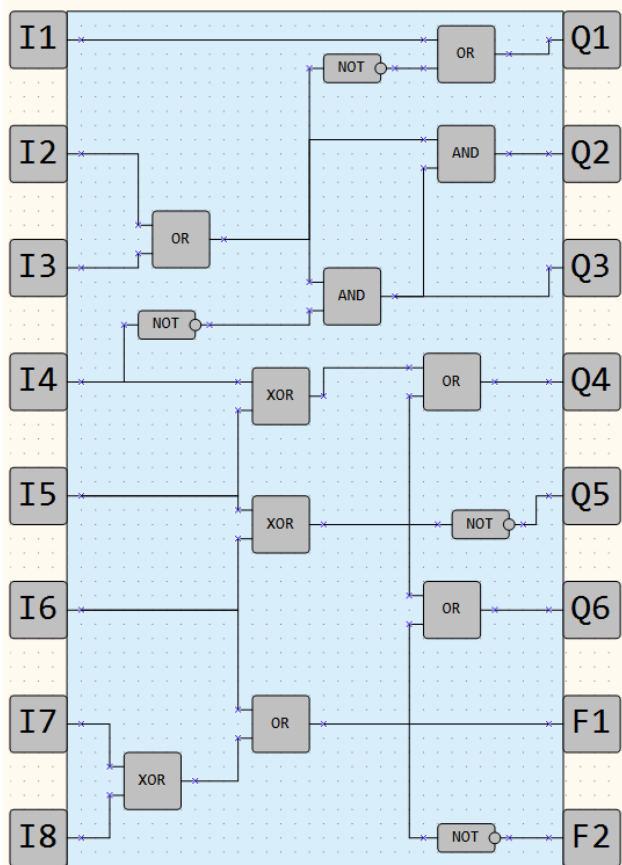 I1 OR Q1
NOT
I2 AND Q2
OR
I3 AND Q3
NOT
I4 XOR OR Q4
I5 XOR NOT Q5
I6 OR Q6
I7 OR F1
XOR
I8 NOT F2